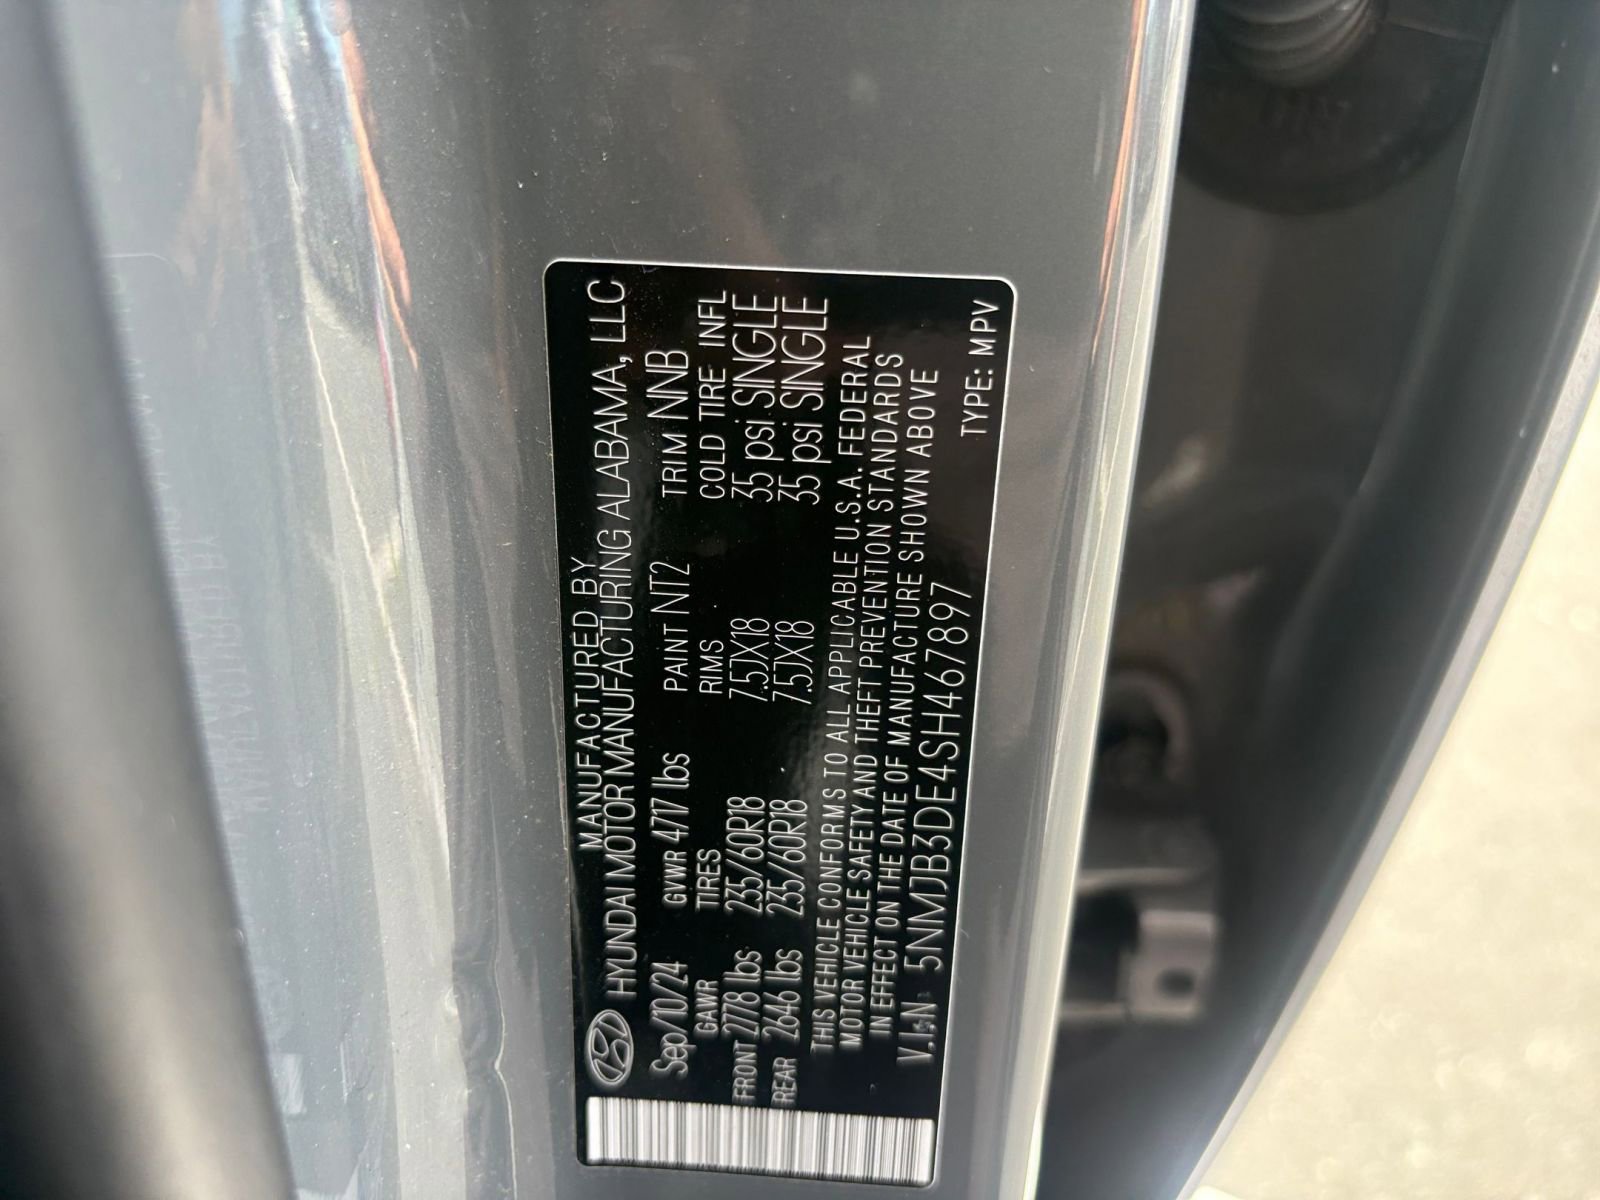 MANUFACTURED BY
HYUNDAI MOTOR MANUFACTURING ALABAMA, LLC
Sep/10/24 GVWR 4717 lbs PAINT NT2 TRIM NNB
GAWR TIRES RIMS COLD TIRE INFL
FRONT 2778 lbs 235/60R18 7.5JX18 35 psi SINGLE
REAR 2646 lbs 235/60R18 7.5JX18 35 psi SINGLE
THIS VEHICLE CONFORMS TO ALL APPLICABLE U.S.A. FEDERAL
MOTOR VEHICLE SAFETY AND THEFT PREVENTION STANDARDS
IN EFFECT ON THE DATE OF MANUFACTURE SHOWN ABOVE
V.I.N 5NMJB3DE4SH467897
TYPE: MPV